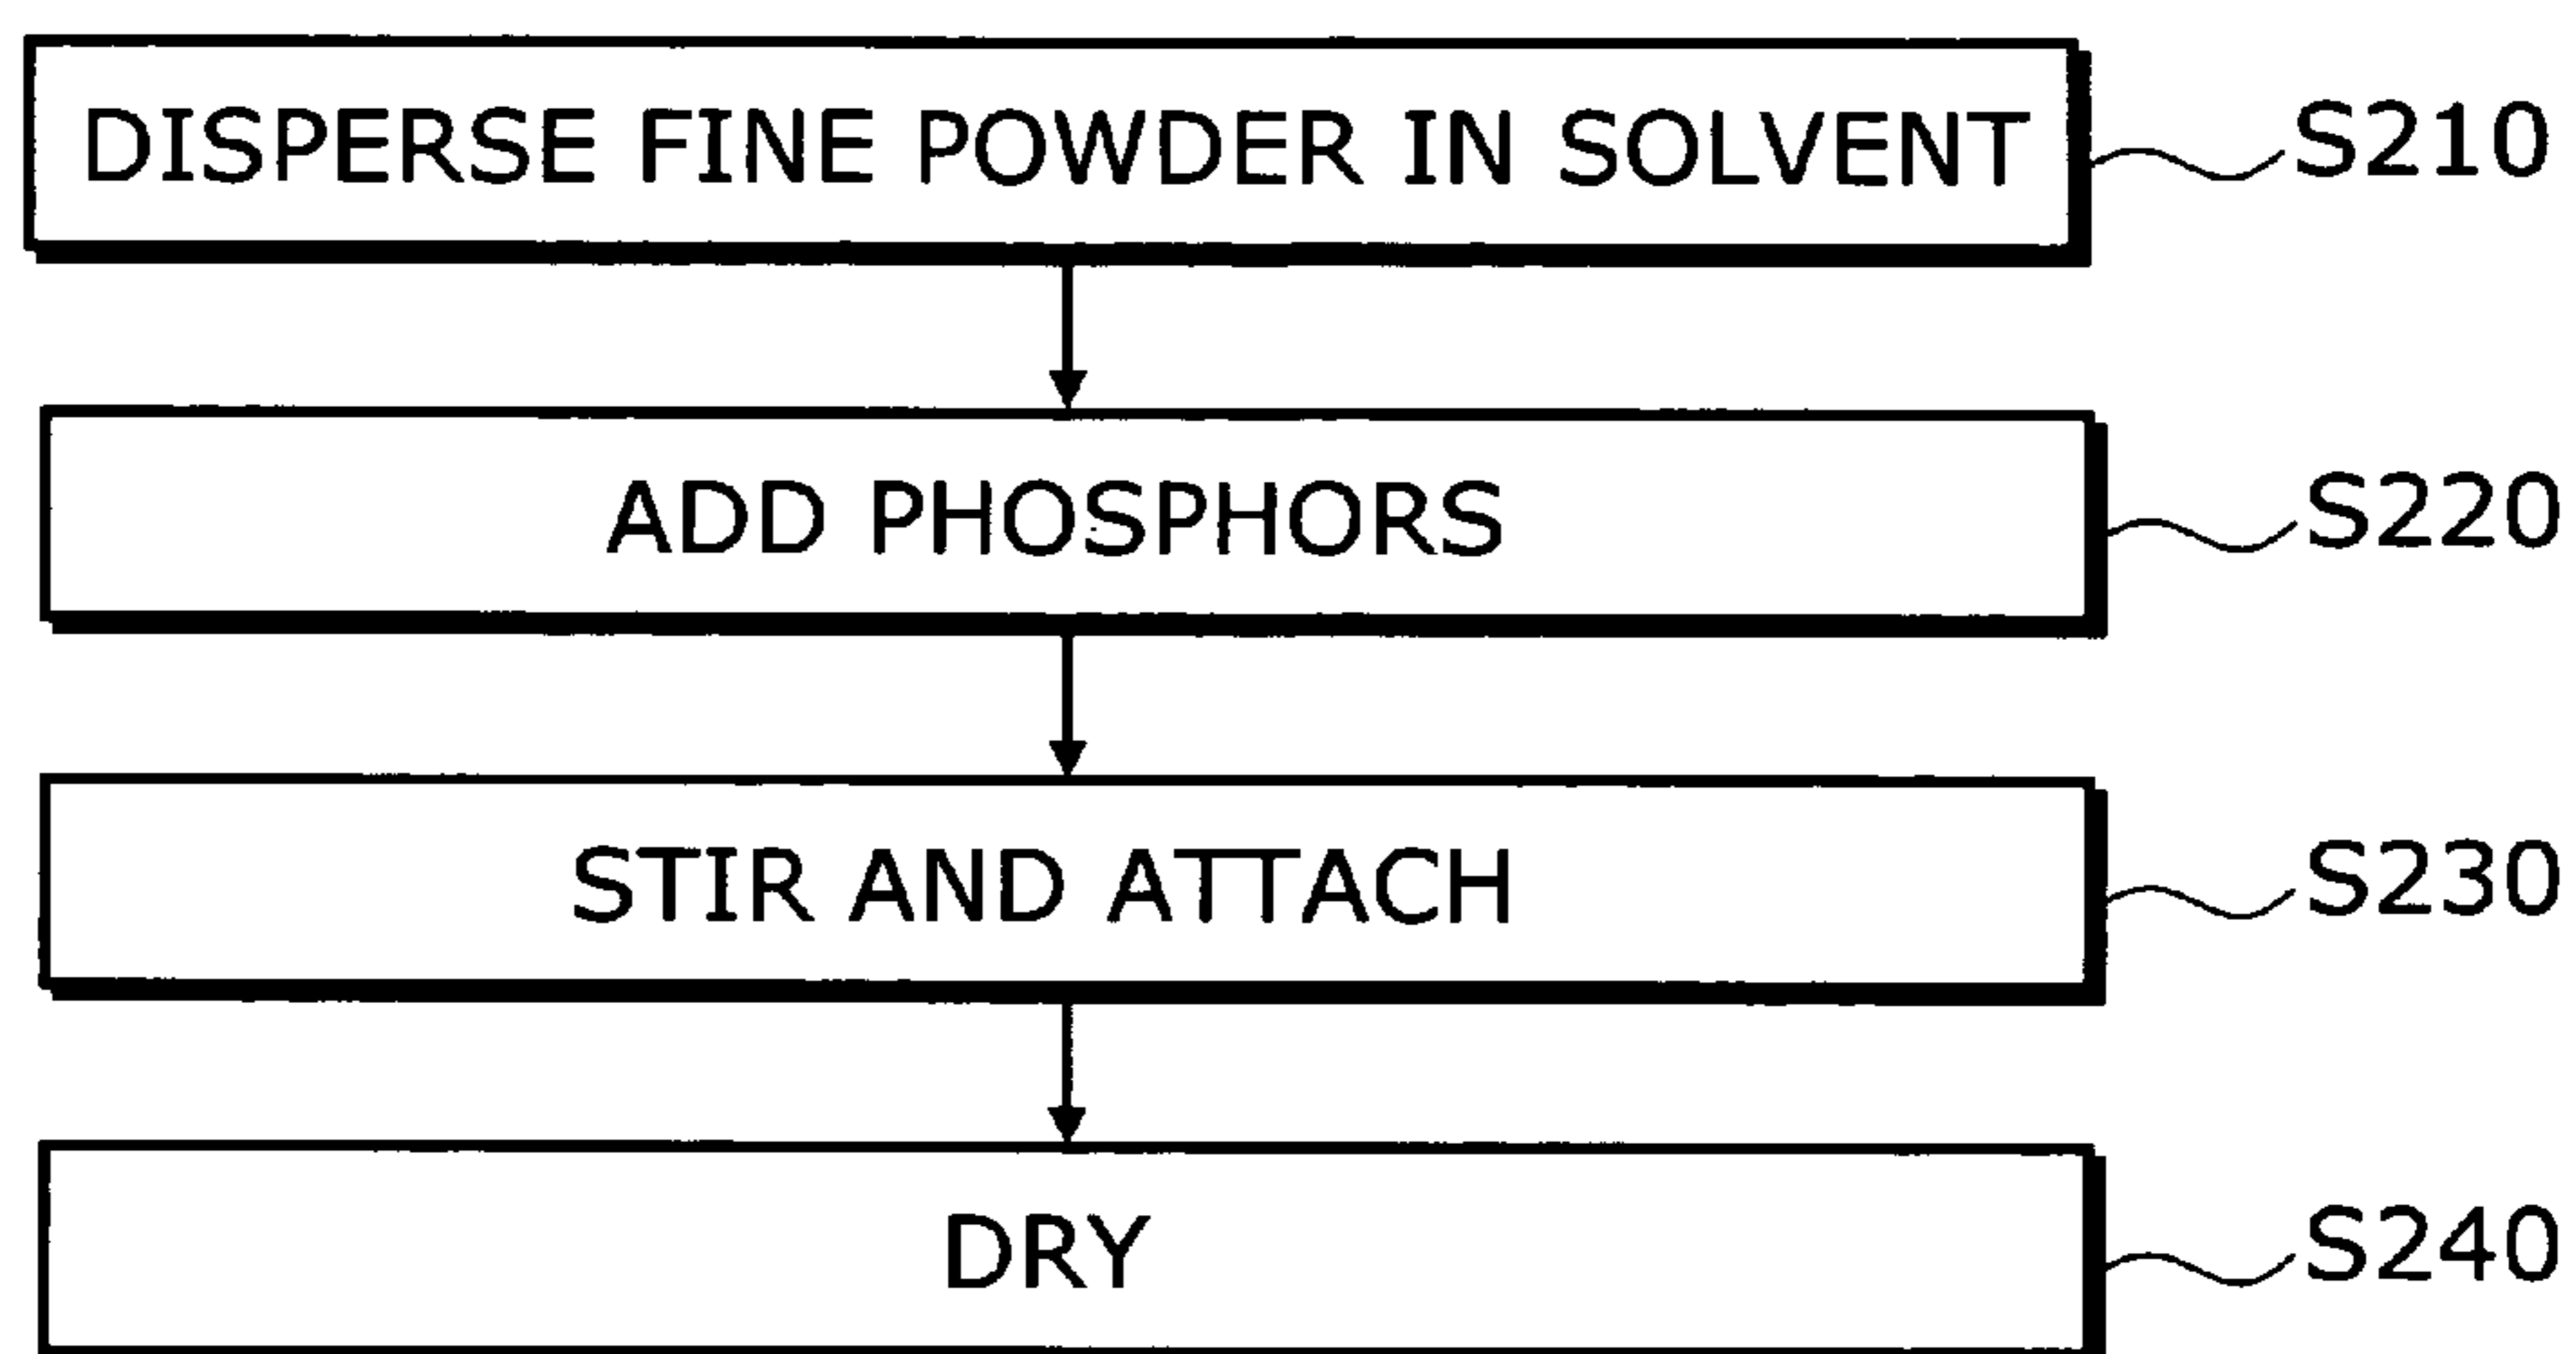 DISPERSE FINE POWDER IN SOLVENT S210
ADD PHOSPHORS S220
STIR AND ATTACH S230
DRY S240